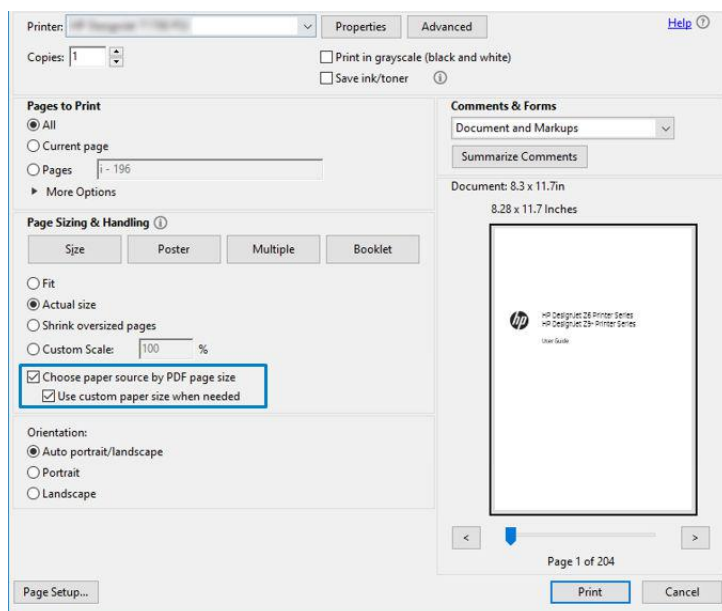 Printer:
Properties
Advanced
Help
Copies: 1
Print in grayscale (black and white)
Save ink/toner
Pages to Print
All
Current page
Pages i - 196
More Options
Comments & Forms
Document and Markups
Summarize Comments
Page Sizing & Handling
Size Poster Multiple Booklet
Fit
Actual size
Shrink oversized pages
Custom Scale: 100 %
Choose paper source by PDF page size
Use custom paper size when needed
Orientation:
Auto portrait/landscape
Portrait
Landscape
Document: 8.3 x 11.7in
8.28 x 11.7 Inches
hp
HP DesignJet Z6 Printer Series
HP DesignJet Z9+ Printer Series
User Guide
< >
Page 1 of 204
Page Setup...
Print
Cancel